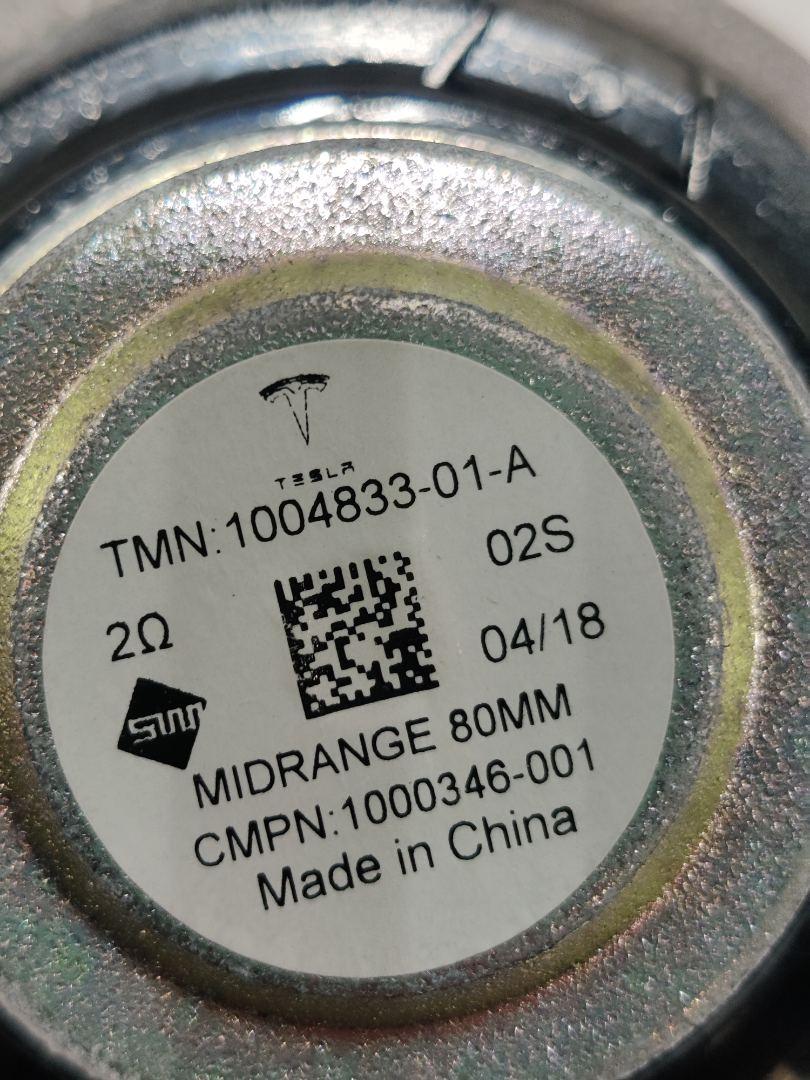 TESLA
TMN:1004833-01-A
02S
2Ω
04/18
MIDRANGE 80MM
CMPN:1000346-001
Made in China